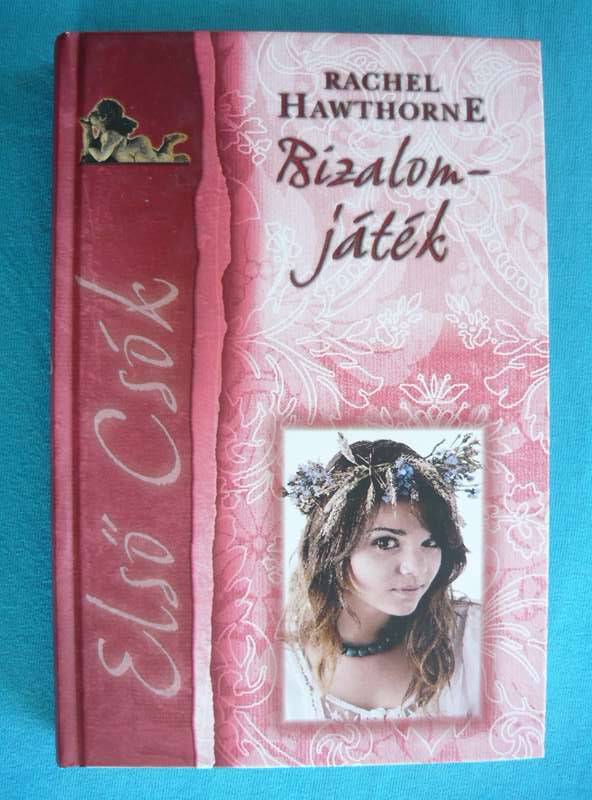 RACHEL
HAWTHORNE
Bizalom-
játék
Első Csók